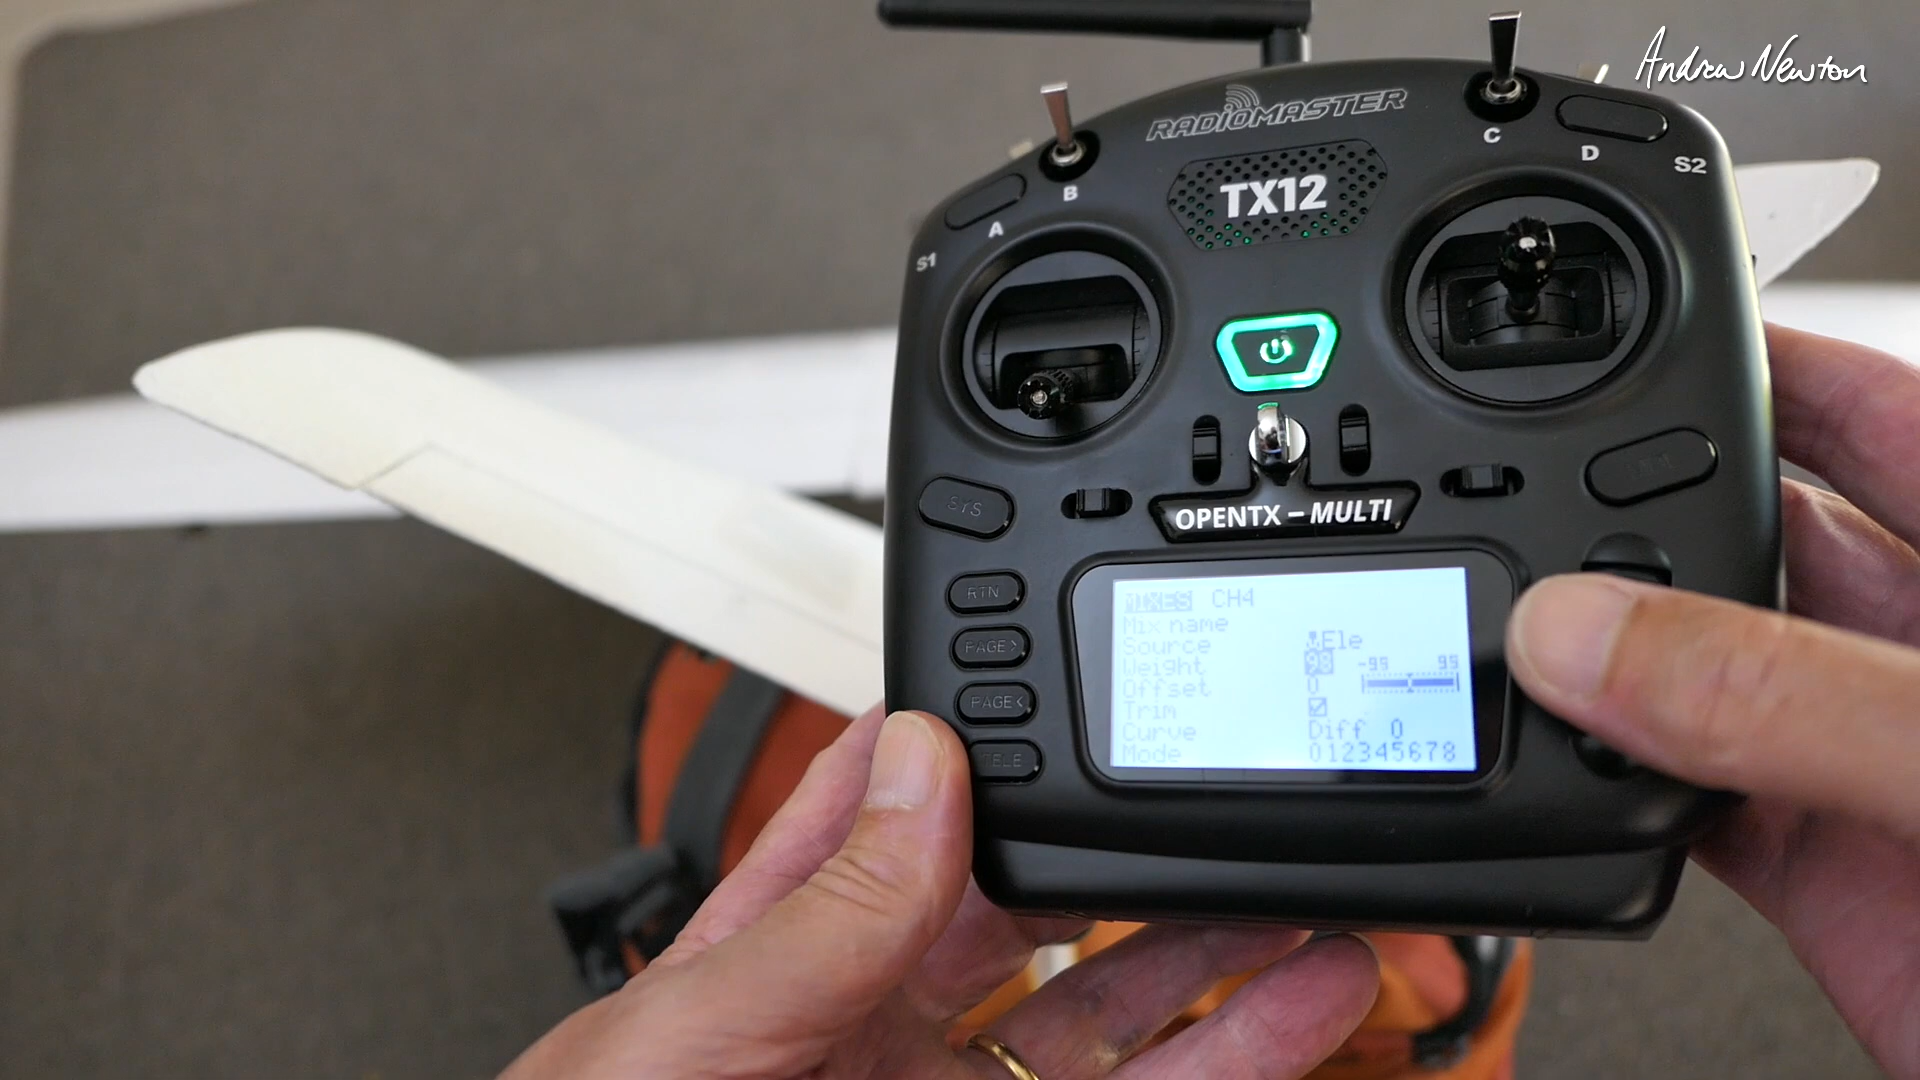 Andrew Newton
RADIOMASTER
TX12
B
A
S1
C
D
S2
SYS
OPENTX – MULTI
RTN
PAGE>
PAGE<
TELE
MIXES CH4
Mix name
Source Ele
Weight 98 -99 99
Offset 0
Trim
Curve Diff 0
Mode 012345678